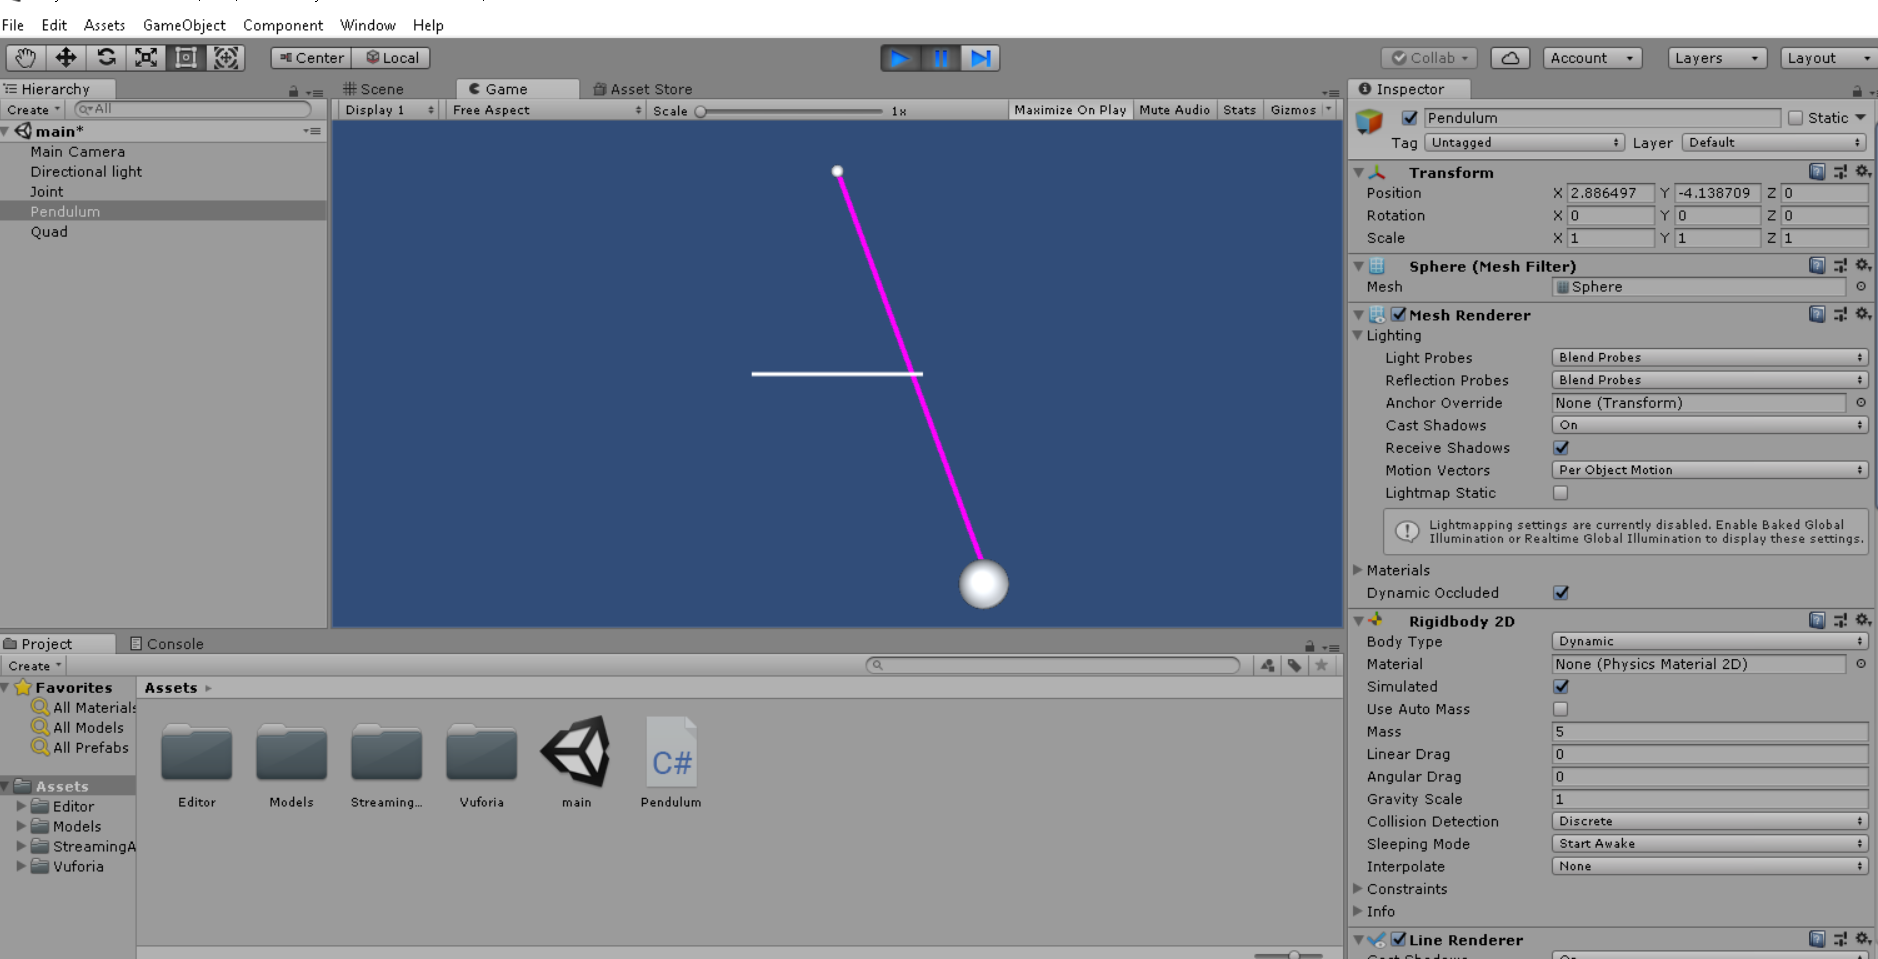 File Edit Assets GameObject Component Window Help
Center Local Collab Account Layers Layout
Hierarchy
Create All
main*
Main Camera
Directional light
Joint
Pendulum
Quad
Scene Game Asset Store
Display 1 Free Aspect Scale 1x Maximize On Play Mute Audio Stats Gizmos
Project Console
Create
Favorites
All Materials
All Models
All Prefabs
Assets
Editor
Models
StreamingA
Vuforia
Assets
C#
Editor Models Streaming... Vuforia main Pendulum
Inspector
Pendulum Static
Tag Untagged Layer Default
Transform
Position X 2.886497 Y -4.138709 Z 0
Rotation X 0 Y 0 Z 0
Scale X 1 Y 1 Z 1
Sphere (Mesh Filter)
Mesh Sphere
Mesh Renderer
Lighting
Light Probes Blend Probes
Reflection Probes Blend Probes
Anchor Override None (Transform)
Cast Shadows On
Receive Shadows
Motion Vectors Per Object Motion
Lightmap Static
Lightmapping settings are currently disabled. Enable Baked Global
Illumination or Realtime Global Illumination to display these settings.
Materials
Dynamic Occluded
Rigidbody 2D
Body Type Dynamic
Material None (Physics Material 2D)
Simulated
Use Auto Mass
Mass 5
Linear Drag 0
Angular Drag 0
Gravity Scale 1
Collision Detection Discrete
Sleeping Mode Start Awake
Interpolate None
Constraints
Info
Line Renderer